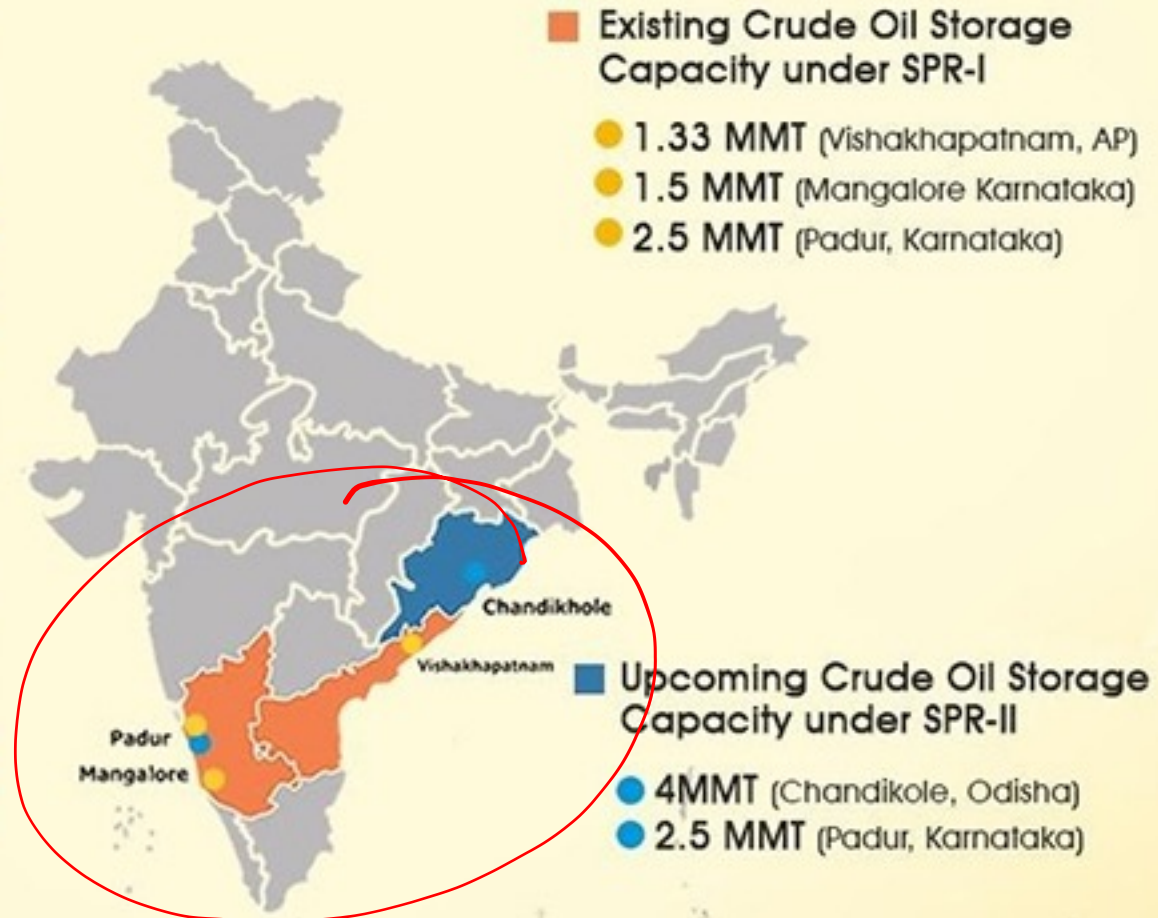 Existing Crude Oil Storage
Capacity under SPR-I
1.33 MMT (Vishakhapatnam, AP)
1.5 MMT (Mangalore Karnataka)
2.5 MMT (Padur, Karnataka)
Chandikhole
Vishakhapatnam
Padur
Mangalore
Upcoming Crude Oil Storage
Capacity under SPR-II
4MMT (Chandikole, Odisha)
2.5 MMT (Padur, Karnataka)